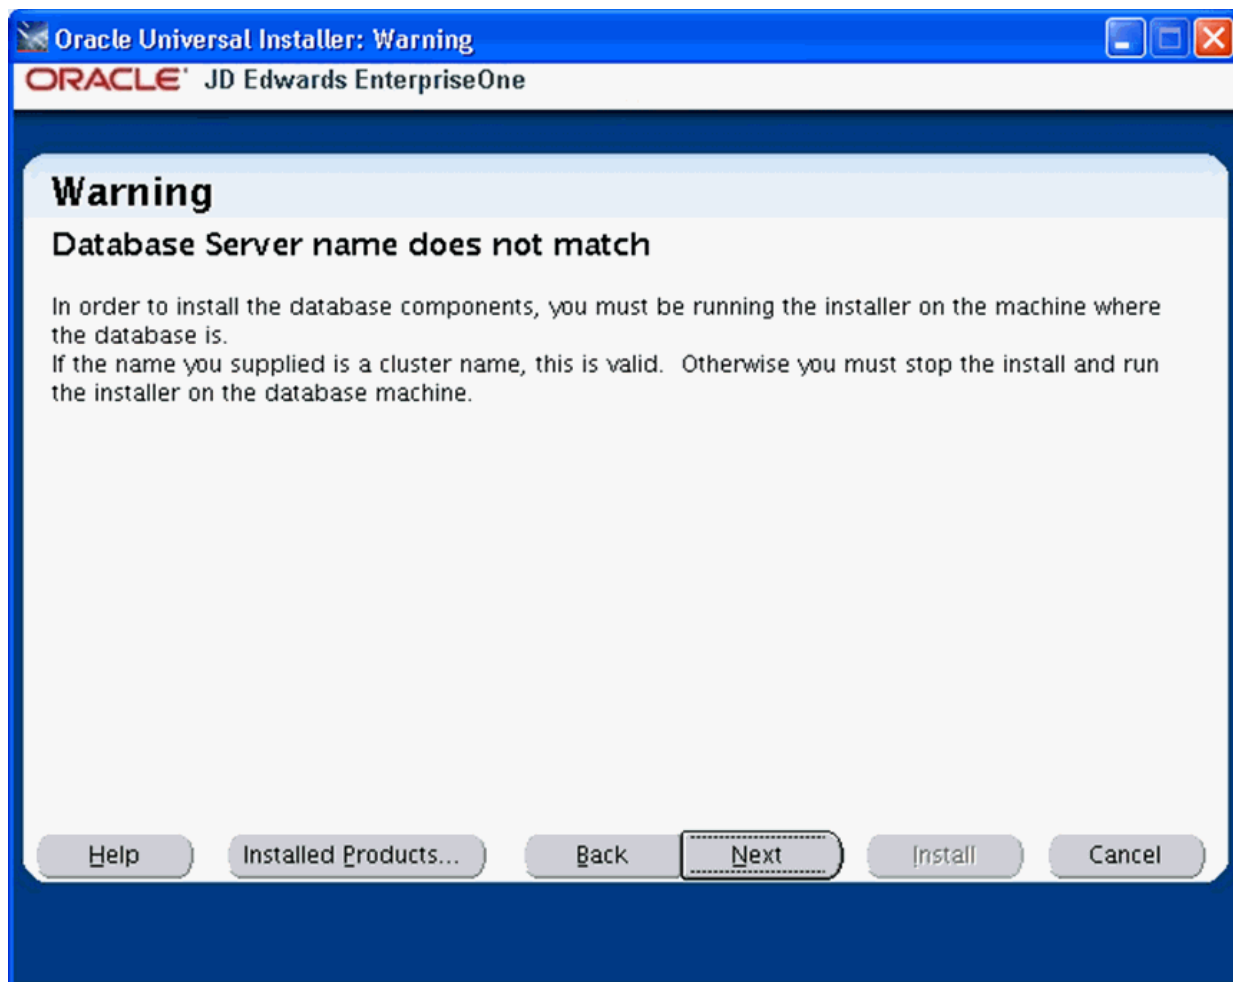 Oracle Universal Installer: Warning
ORACLE' JD Edwards EnterpriseOne
Warning
Database Server name does not match
In order to install the database components, you must be running the installer on the machine where
the database is.
If the name you supplied is a cluster name, this is valid.  Otherwise you must stop the install and run
the installer on the database machine.
Help Installed Products... Back Next Install Cancel